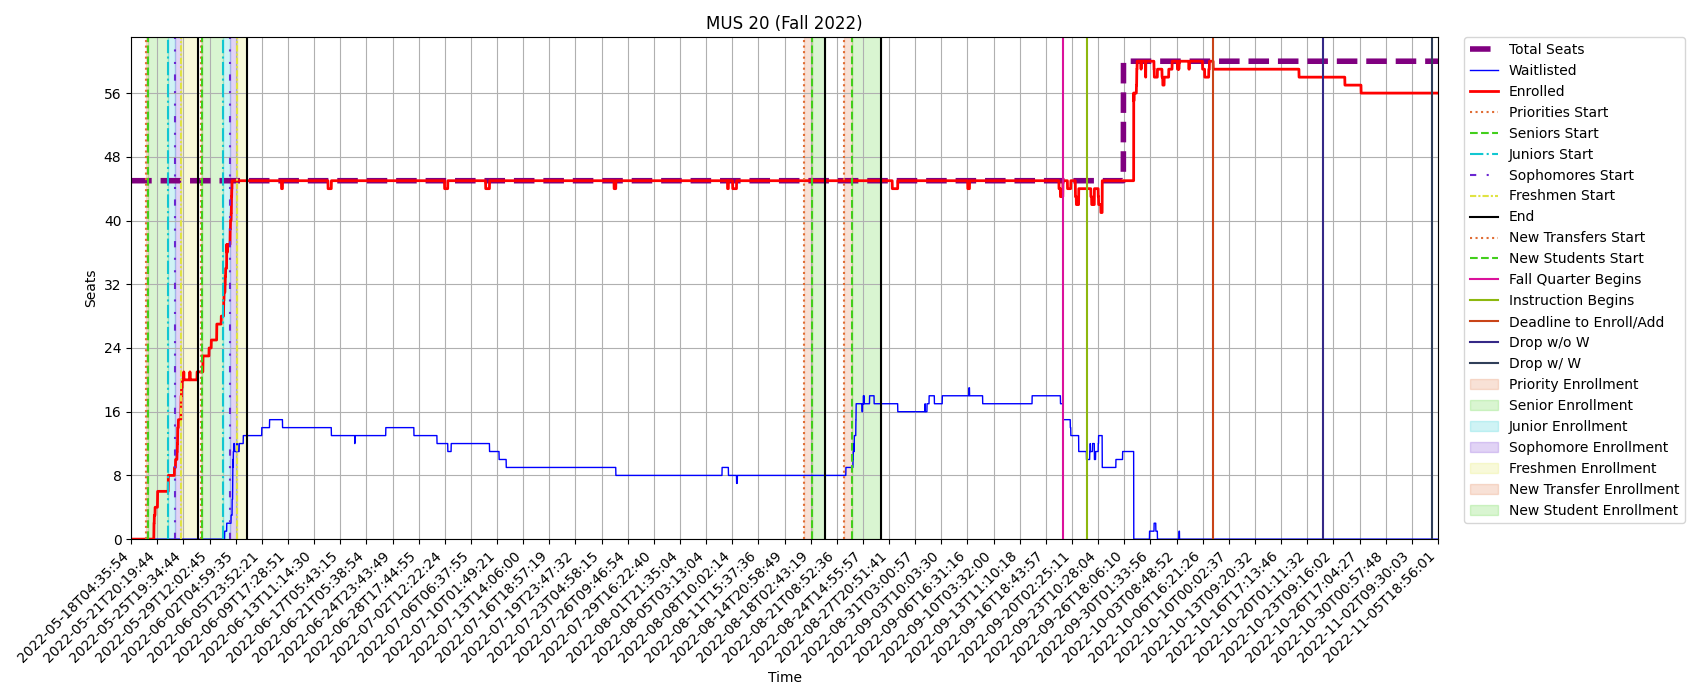 MUS 20 (Fall 2022)
Seats
56
48
40
32
24
16
8
0
2022-05-18T04:35:54
2022-05-21T20:19:44
2022-05-25T19:34:44
2022-05-29T12:02:45
2022-06-02T04:59:35
2022-06-05T23:52:21
2022-06-09T17:28:51
2022-06-13T11:14:30
2022-06-17T05:43:15
2022-06-21T05:38:54
2022-06-24T23:43:49
2022-06-28T17:44:55
2022-07-02T12:22:24
2022-07-06T06:37:55
2022-07-10T01:49:21
2022-07-13T14:06:00
2022-07-16T18:57:19
2022-07-19T23:47:32
2022-07-23T04:58:15
2022-07-26T09:46:54
2022-07-29T16:22:40
2022-08-01T21:35:04
2022-08-05T03:13:04
2022-08-08T10:02:14
2022-08-11T15:37:36
2022-08-14T20:58:49
2022-08-18T02:43:19
2022-08-21T08:52:36
2022-08-24T14:55:57
2022-08-27T20:51:41
2022-08-31T03:00:57
2022-09-03T10:03:30
2022-09-06T16:31:16
2022-09-10T03:32:00
2022-09-13T11:10:18
2022-09-16T18:43:57
2022-09-20T02:25:11
2022-09-23T10:28:04
2022-09-26T18:06:10
2022-09-30T01:33:56
2022-10-03T08:48:52
2022-10-06T16:21:26
2022-10-10T00:02:37
2022-10-13T09:20:32
2022-10-16T17:13:46
2022-10-20T01:11:32
2022-10-23T09:16:02
2022-10-26T17:04:27
2022-10-30T00:57:48
2022-11-02T09:30:03
2022-11-05T18:56:01
Time
Total Seats
Waitlisted
Enrolled
Priorities Start
Seniors Start
Juniors Start
Sophomores Start
Freshmen Start
End
New Transfers Start
New Students Start
Fall Quarter Begins
Instruction Begins
Deadline to Enroll/Add
Drop w/o W
Drop w/ W
Priority Enrollment
Senior Enrollment
Junior Enrollment
Sophomore Enrollment
Freshmen Enrollment
New Transfer Enrollment
New Student Enrollment